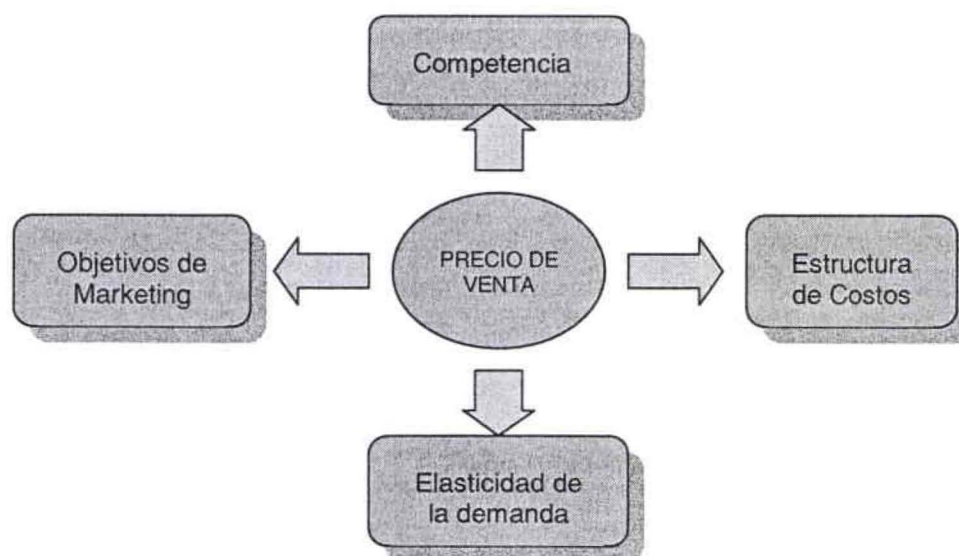 Competencia
Objetivos de
Marketing
PRECIO DE
VENTA
Estructura
de Costos
Elasticidad de
la demanda